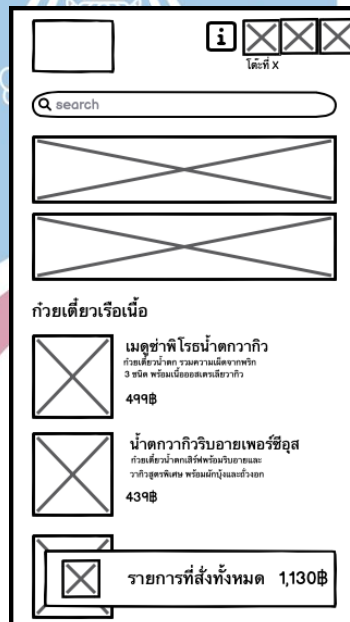 โต๊ะที่ X
search
ก๋วยเตี๋ยวเรือเนื้อ
เมดูซ่าพิโรธน้ำตกวากิว
ก๋วยเตี๋ยวน้ำตก รวมความเผ็ดจากพริก
3 ชนิด พร้อมเนื้อออสเตรเลียวากิว
499฿
น้ำตกวากิวริบอายเพอร์ซีอุส
ก๋วยเตี๋ยวน้ำตกเสิร์ฟพร้อมริบอายและ
วากิวสูตรพิเศษ พร้อมผักบุ้งและถั่วงอก
439฿
รายการที่สั่งทั้งหมด 1,130฿